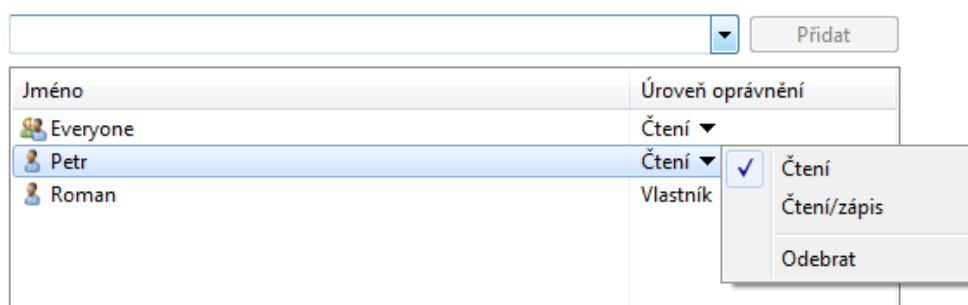 Přidat
Jméno Úroveň oprávnění
Everyone Čtení
Petr Čtení
Roman Vlastník
Čtení
Čtení/zápis
Odebrat